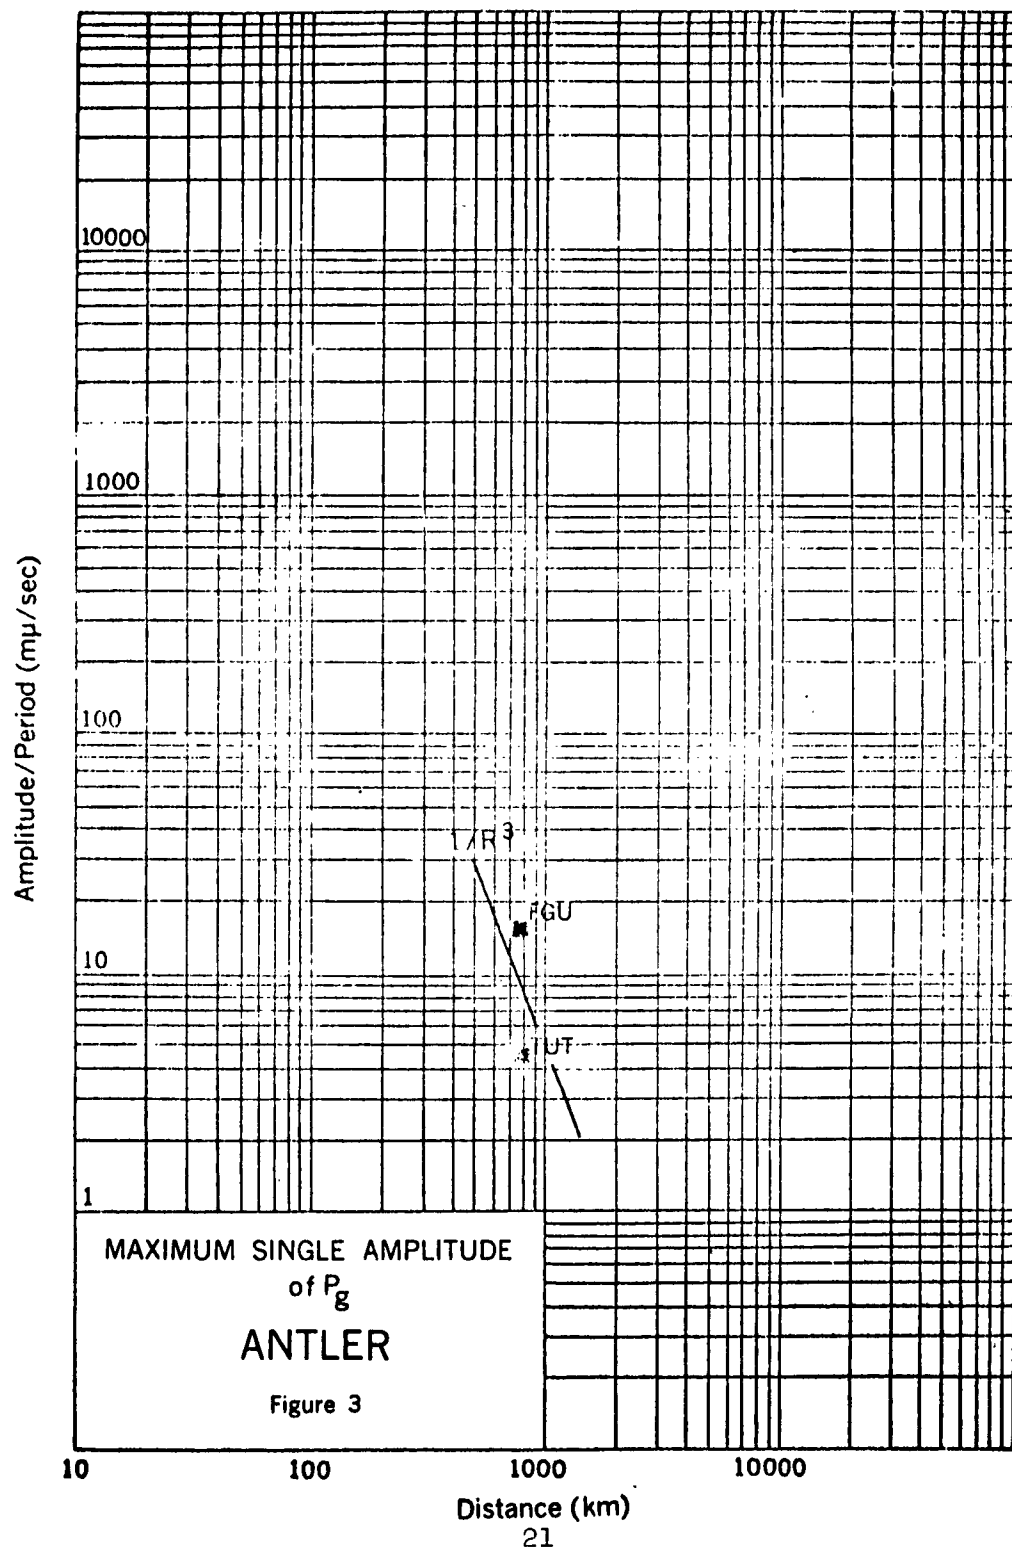 10000
1000
100
10
1
Amplitude/Period (mμ/sec)
1/R³
FGU
UT
MAXIMUM SINGLE AMPLITUDE
of Pg
ANTLER
Figure 3
10 100 1000 10000
Distance (km)
21